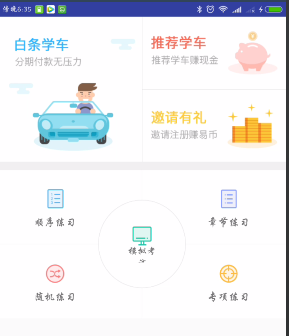 傍晚6:35
白条学车
分期付款无压力
推荐学车
推荐学车赚现金
邀请有礼
邀请注册赚易币
顺序练习
章节练习
模拟考
随机练习
专项练习